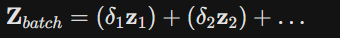 Z_batch = (δ₁z₁) + (δ₂z₂) + …